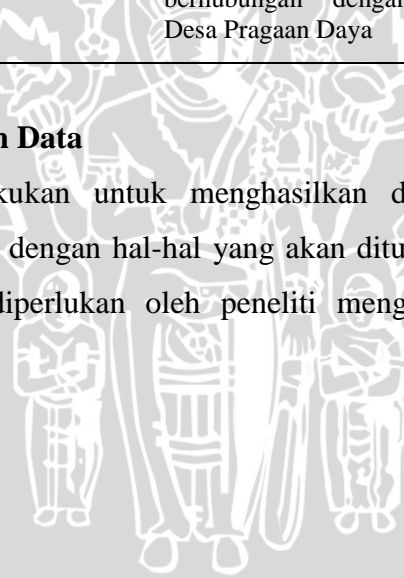 berhubungan dengan
Desa Pragaan Daya
n Data
kukan untuk menghasilkan d
dengan hal-hal yang akan ditu
diperlukan oleh peneliti meng